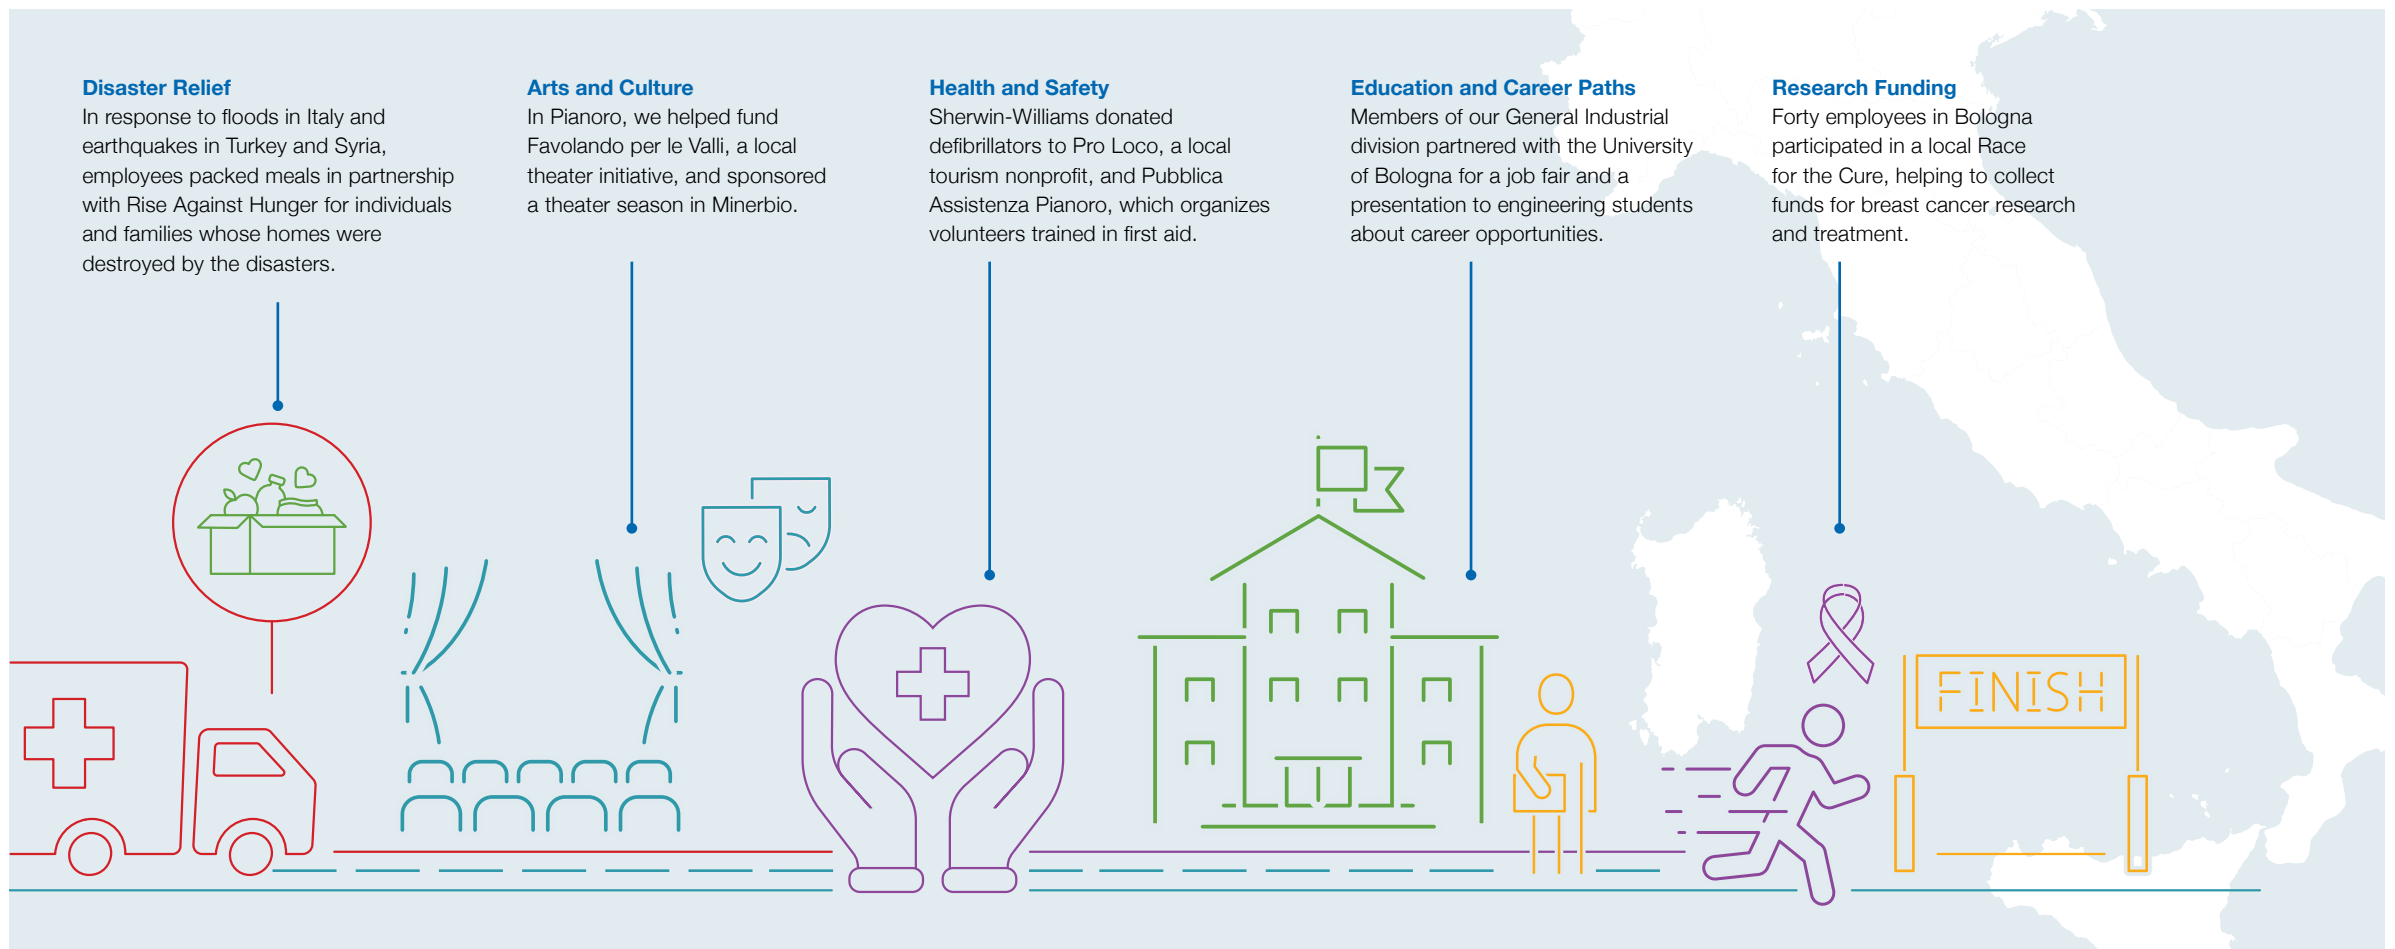 Disaster Relief
In response to floods in Italy and
earthquakes in Turkey and Syria,
employees packed meals in partnership
with Rise Against Hunger for individuals
and families whose homes were
destroyed by the disasters.
Arts and Culture
In Pianoro, we helped fund
Favolando per le Valli, a local
theater initiative, and sponsored
a theater season in Minerbio.
Health and Safety
Sherwin-Williams donated
defibrillators to Pro Loco, a local
tourism nonprofit, and Pubblica
Assistenza Pianoro, which organizes
volunteers trained in first aid.
Education and Career Paths
Members of our General Industrial
division partnered with the University
of Bologna for a job fair and a
presentation to engineering students
about career opportunities.
Research Funding
Forty employees in Bologna
participated in a local Race
for the Cure, helping to collect
funds for breast cancer research
and treatment.
FINISH